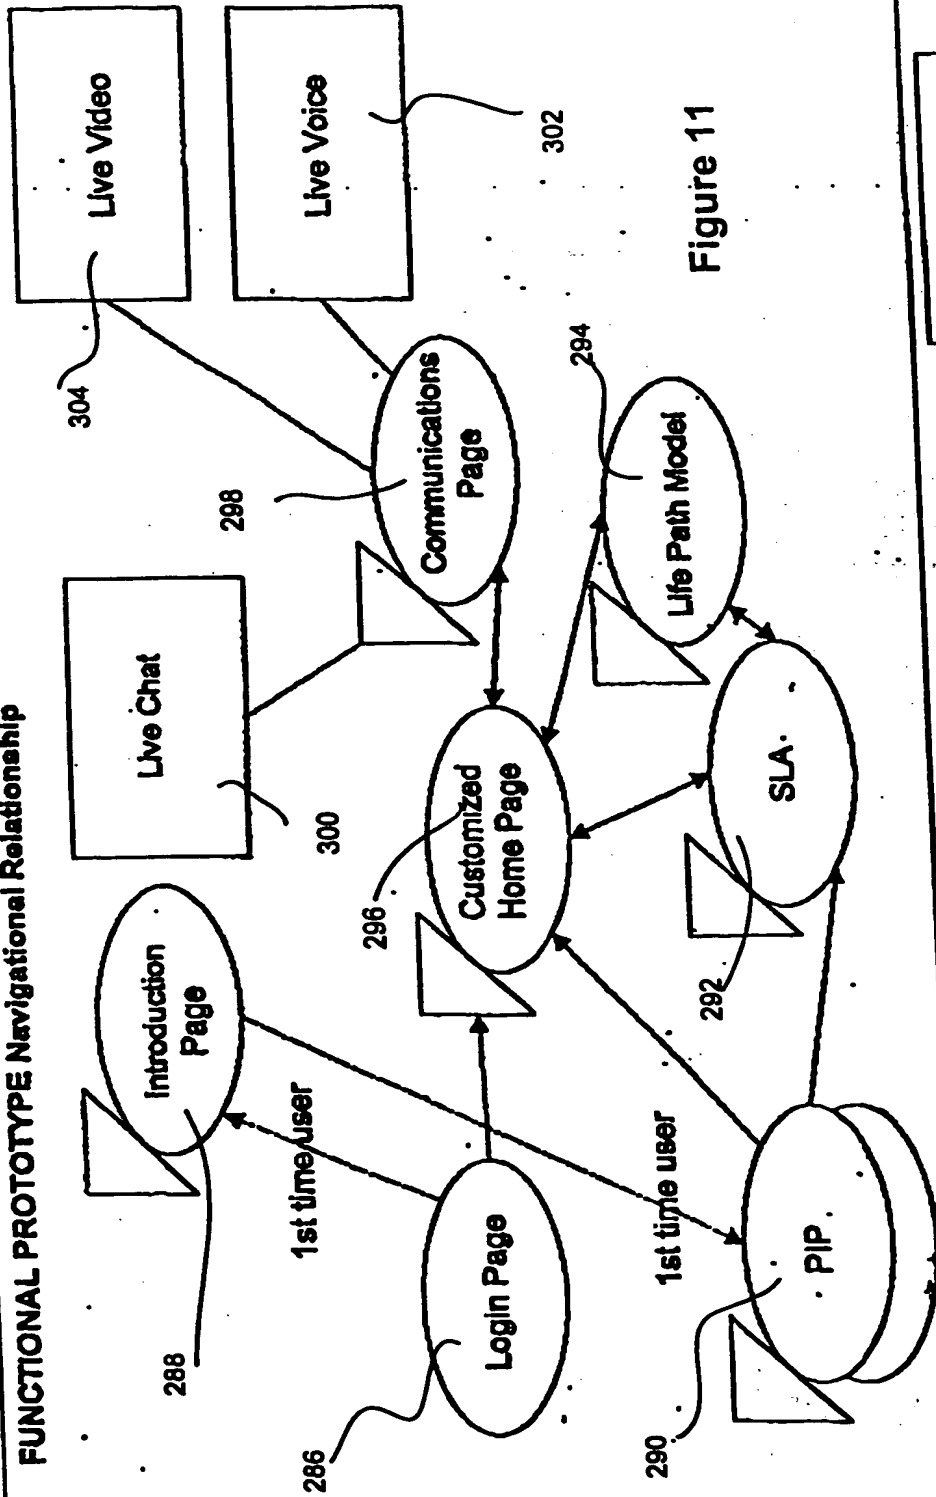 FUNCTIONAL PROTOTYPE Navigational Relationship
288
Introduction
Page
Live Chat
300
304
Live Video
1st time user
298
Communications
Page
Live Voice
302
286
Login Page
296
Customized
Home Page
1st time user
294
Life Path Model
Figure 11
290
PIP
292
SLA